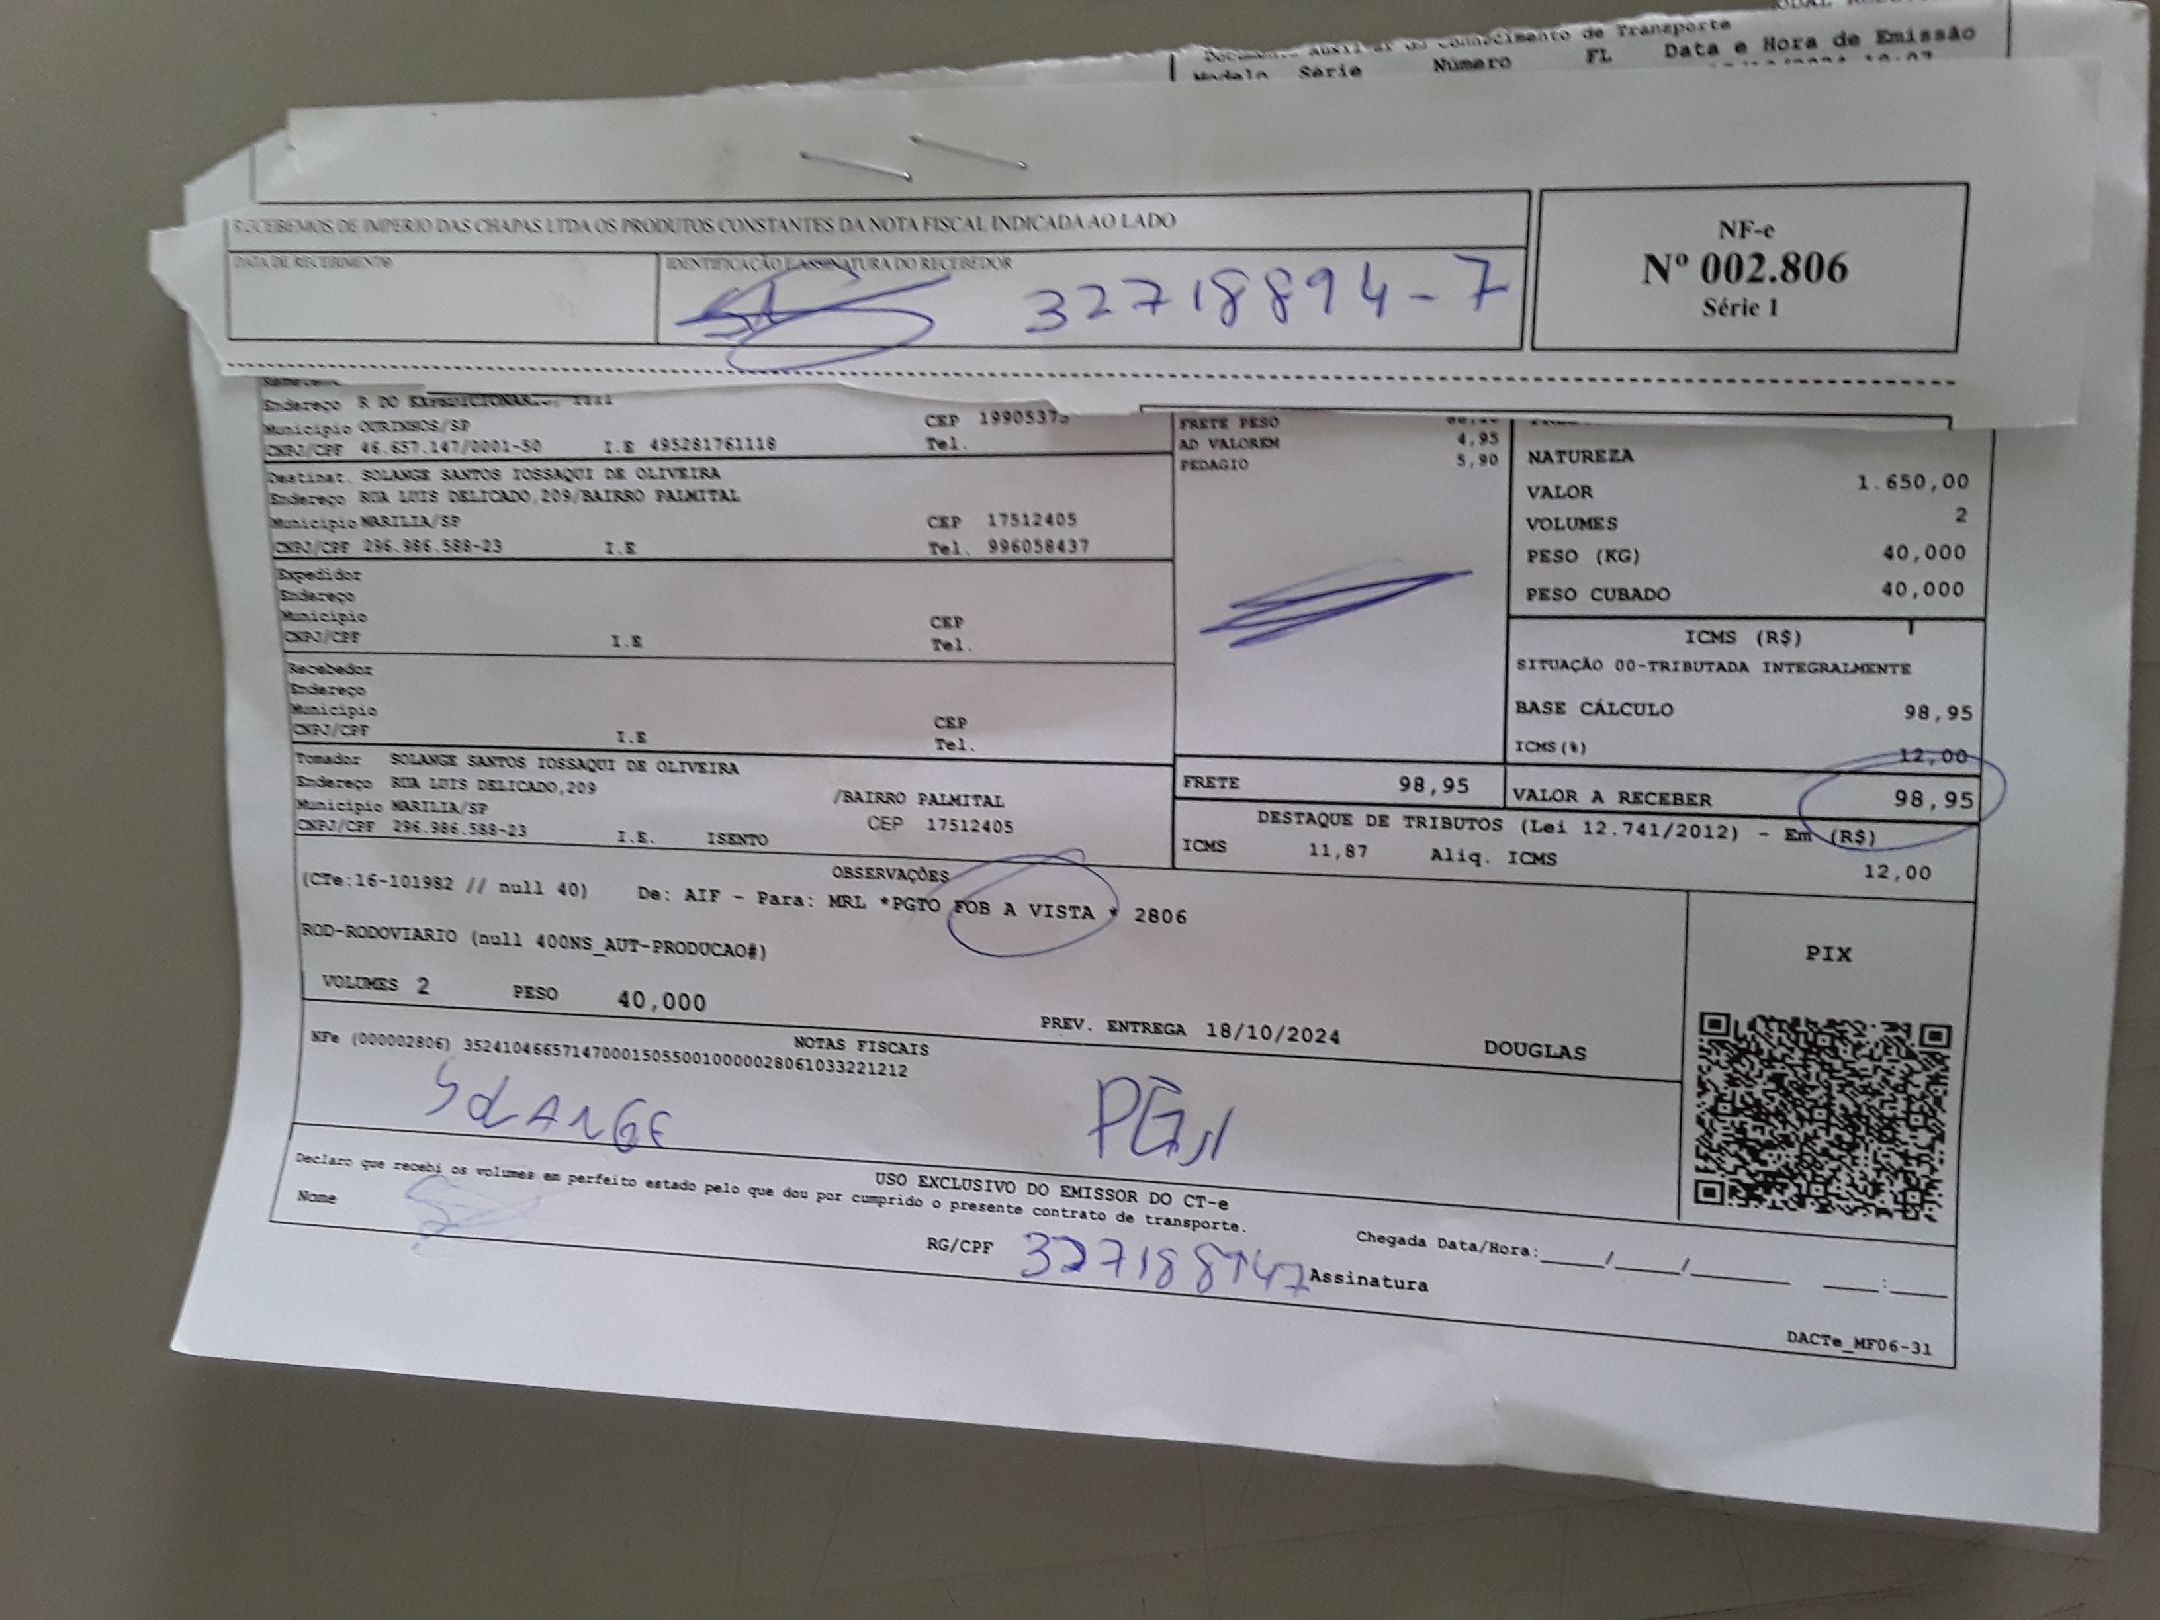 Conhecimento de Transporte
Modelo Série Número FL Data e Hora de Emissão
RECEBEMOS DE IMPERIO DAS CHAPAS LTDA OS PRODUTOS CONSTANTES DA NOTA FISCAL INDICADA AO LADO
DATA DE RECEBIMENTO IDENTIFICAÇÃO E ASSINATURA DO RECEBEDOR
32718894-7
NF-e
Nº 002.806
Série 1
Endereço R DO
Município OURINHOS/SP CEP 1990537
CNPJ/CPF 46.657.147/0001-50 I.E 495281761118 Tel.
Destinat. SOLANGE SANTOS IOSSAQUI DE OLIVEIRA
Endereço RUA LUIS DELICADO,209/BAIRRO PALMITAL
Município MARILIA/SP CEP 17512405
CNPJ/CPF 296.986.588-23 I.E Tel. 996058437
Expedidor
Endereço
Município CEP
CNPJ/CPF I.E Tel.
Recebedor
Endereço
Município CEP
CNPJ/CPF I.E Tel.
Tomador SOLANGE SANTOS IOSSAQUI DE OLIVEIRA
Endereço RUA LUIS DELICADO,209 /BAIRRO PALMITAL
Município MARILIA/SP CEP 17512405
CNPJ/CPF 296.986.588-23 I.E. ISENTO
FRETE PESO
AD VALOREM 4,95
PEDAGIO 5,90
FRETE 98,95
NATUREZA
VALOR 1.650,00
VOLUMES 2
PESO (KG) 40,000
PESO CUBADO 40,000
ICMS (R$)
SITUAÇÃO 00-TRIBUTADA INTEGRALMENTE
BASE CÁLCULO 98,95
ICMS(%) 12,00
VALOR A RECEBER 98,95
DESTAQUE DE TRIBUTOS (Lei 12.741/2012) - Em (R$)
ICMS 11,87 Aliq. ICMS 12,00
OBSERVAÇÕES
(CTe:16-101982 // null 40) De: AIF - Para: MRL *PGTO FOB A VISTA * 2806
ROD-RODOVIARIO (null 400NS_AUT-PRODUCAO#)
VOLUMES 2 PESO 40,000
PREV. ENTREGA 18/10/2024 DOUGLAS
PIX
NOTAS FISCAIS
NFe (000002806) 35241046657147000150550010000028061033221212
SOLANGE
USO EXCLUSIVO DO EMISSOR DO CT-e
Declaro que recebi os volumes em perfeito estado pelo que dou por cumprido o presente contrato de transporte.
Nome RG/CPF 327188947 Assinatura
Chegada Data/Hora:____/____/______ ____:____
DACTe_MF06-31